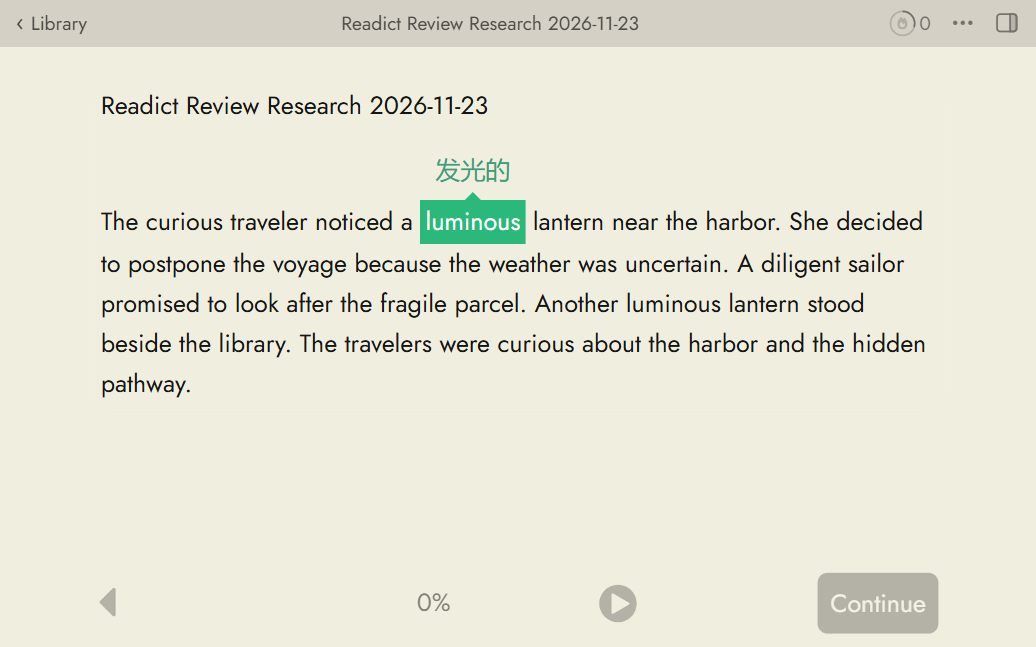 ‹ Library
Readict Review Research 2026-11-23
0
Readict Review Research 2026-11-23
发光的
The curious traveler noticed a luminous lantern near the harbor. She decided
to postpone the voyage because the weather was uncertain. A diligent sailor
promised to look after the fragile parcel. Another luminous lantern stood
beside the library. The travelers were curious about the harbor and the hidden
pathway.
0%
Continue